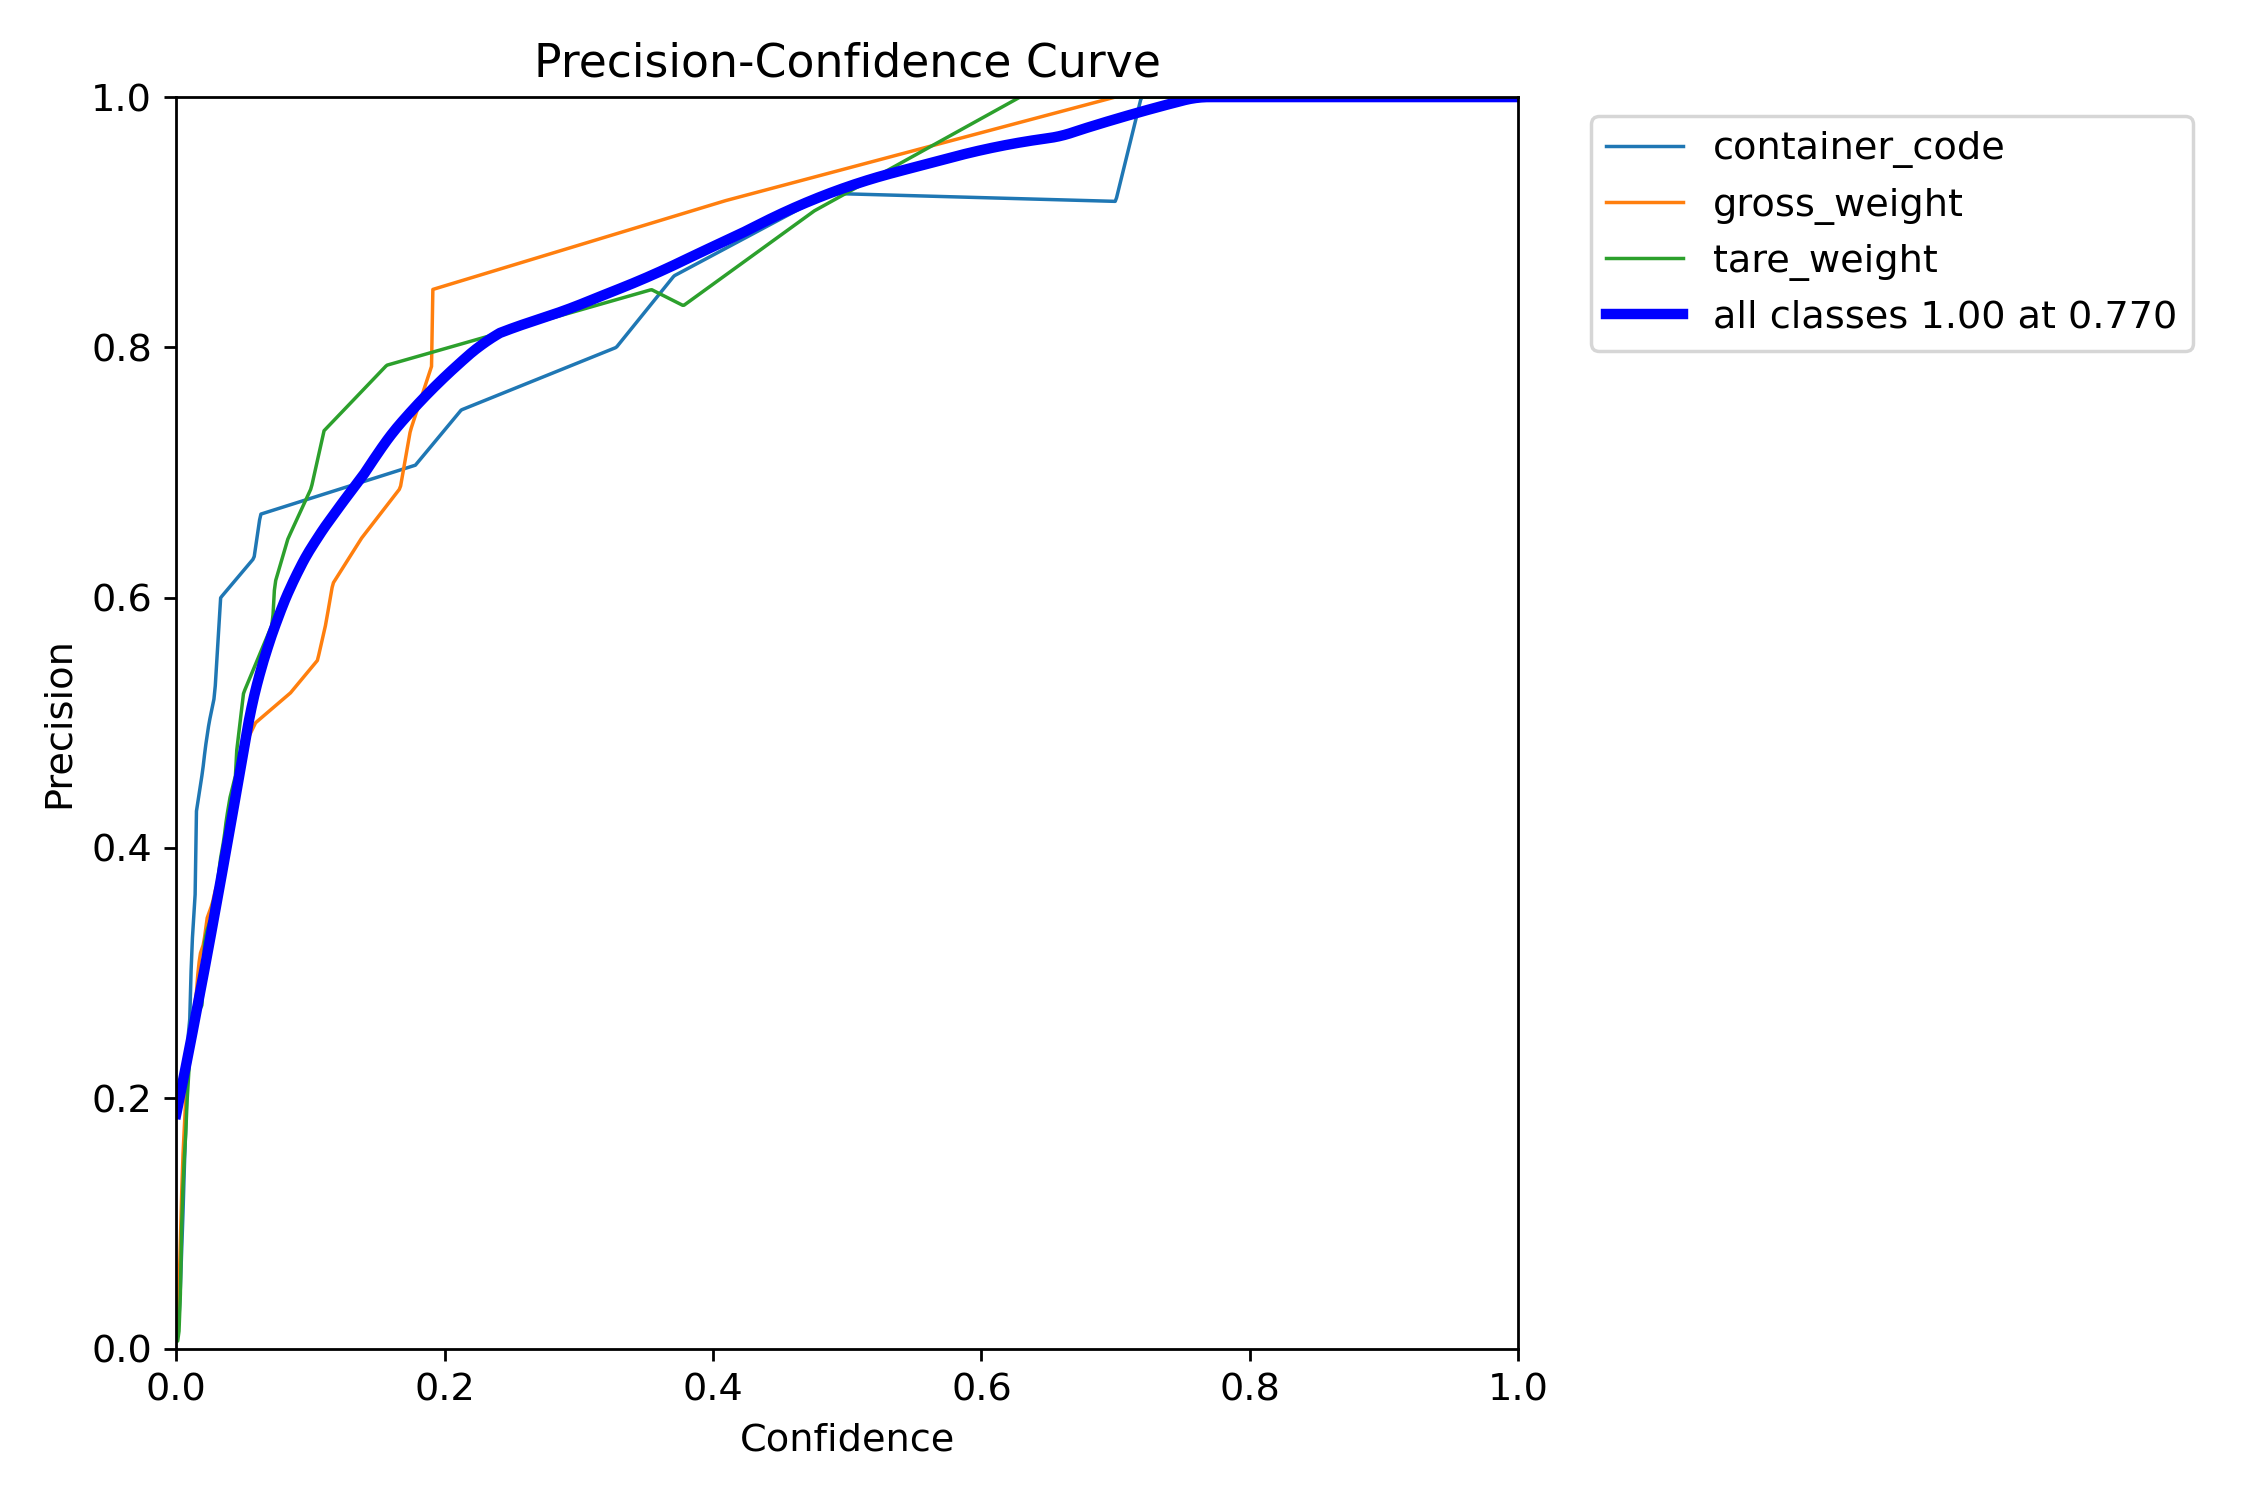 Precision-Confidence Curve
1.0
0.8
0.6
0.4
0.2
0.0
Precision
0.0 0.2 0.4 0.6 0.8 1.0
Confidence
container_code
gross_weight
tare_weight
all classes 1.00 at 0.770